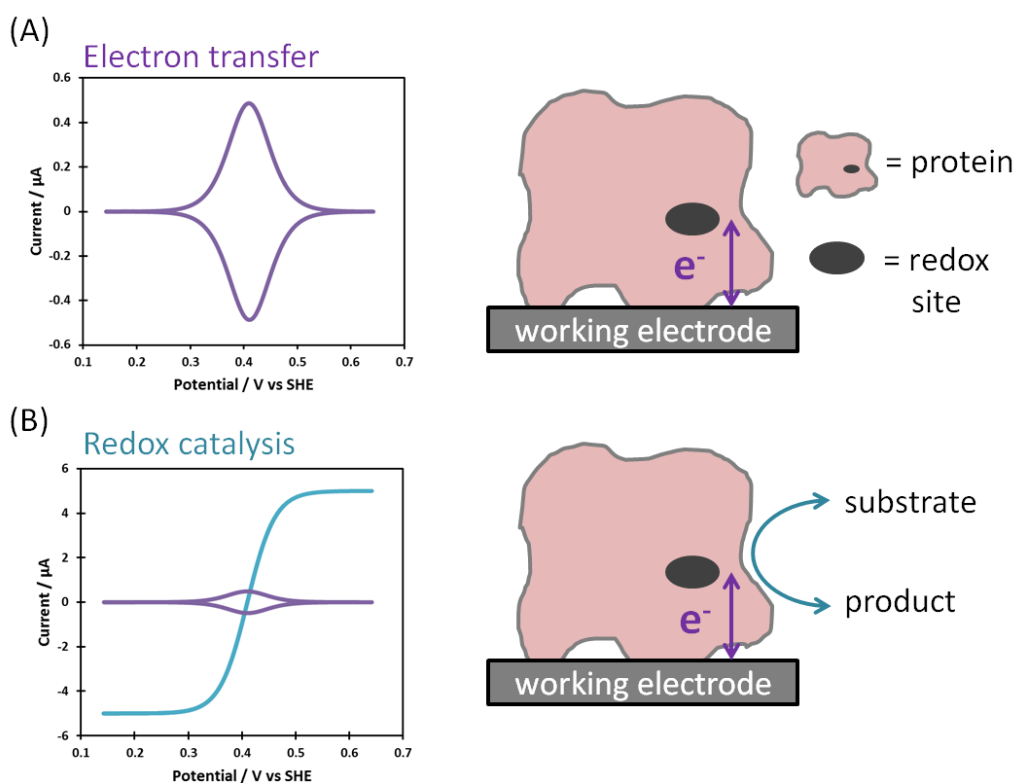 (A)
Electron transfer
0.6
0.4
0.2
0
-0.2
-0.4
-0.6
Current / µA
0.1 0.2 0.3 0.4 0.5 0.6 0.7
Potential / V vs SHE
e-
working electrode
= protein
= redox
site
(B)
Redox catalysis
6
4
2
0
-2
-4
-6
Current / µA
0.1 0.2 0.3 0.4 0.5 0.6 0.7
Potential / V vs SHE
e-
working electrode
substrate
product